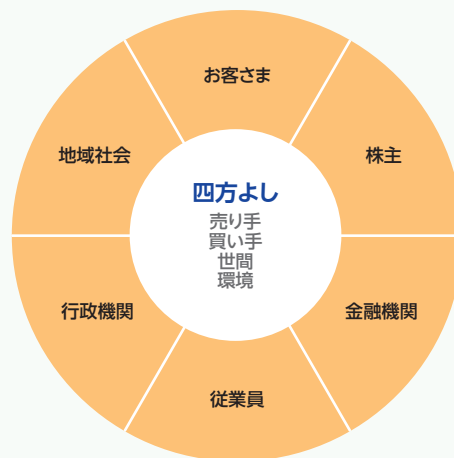 お客さま
地域社会
株主
四方よし
売り手
買い手
世間
環境
行政機関
金融機関
従業員